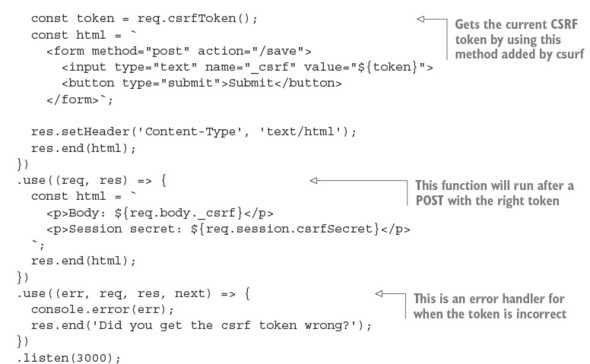 const token = req.csrfToken();
const html = `
<form method="post" action="/save">
<input type="text" name="_csrf" value="${token}">
<button type="submit">Submit</button>
</form>`;
Gets the current CSRF
token by using this
method added by csurf
res.setHeader('Content-Type', 'text/html');
res.end(html);
})
.use((req, res) => {
const html = `
<p>Body: ${req.body._csrf}</p>
<p>Session secret: ${req.session.csrfSecret}</p>
`;
res.end(html);
})
This function will run after a
POST with the right token
.use((err, req, res, next) => {
console.error(err);
res.end('Did you get the csrf token wrong?');
})
.listen(3000);
This is an error handler for
when the token is incorrect